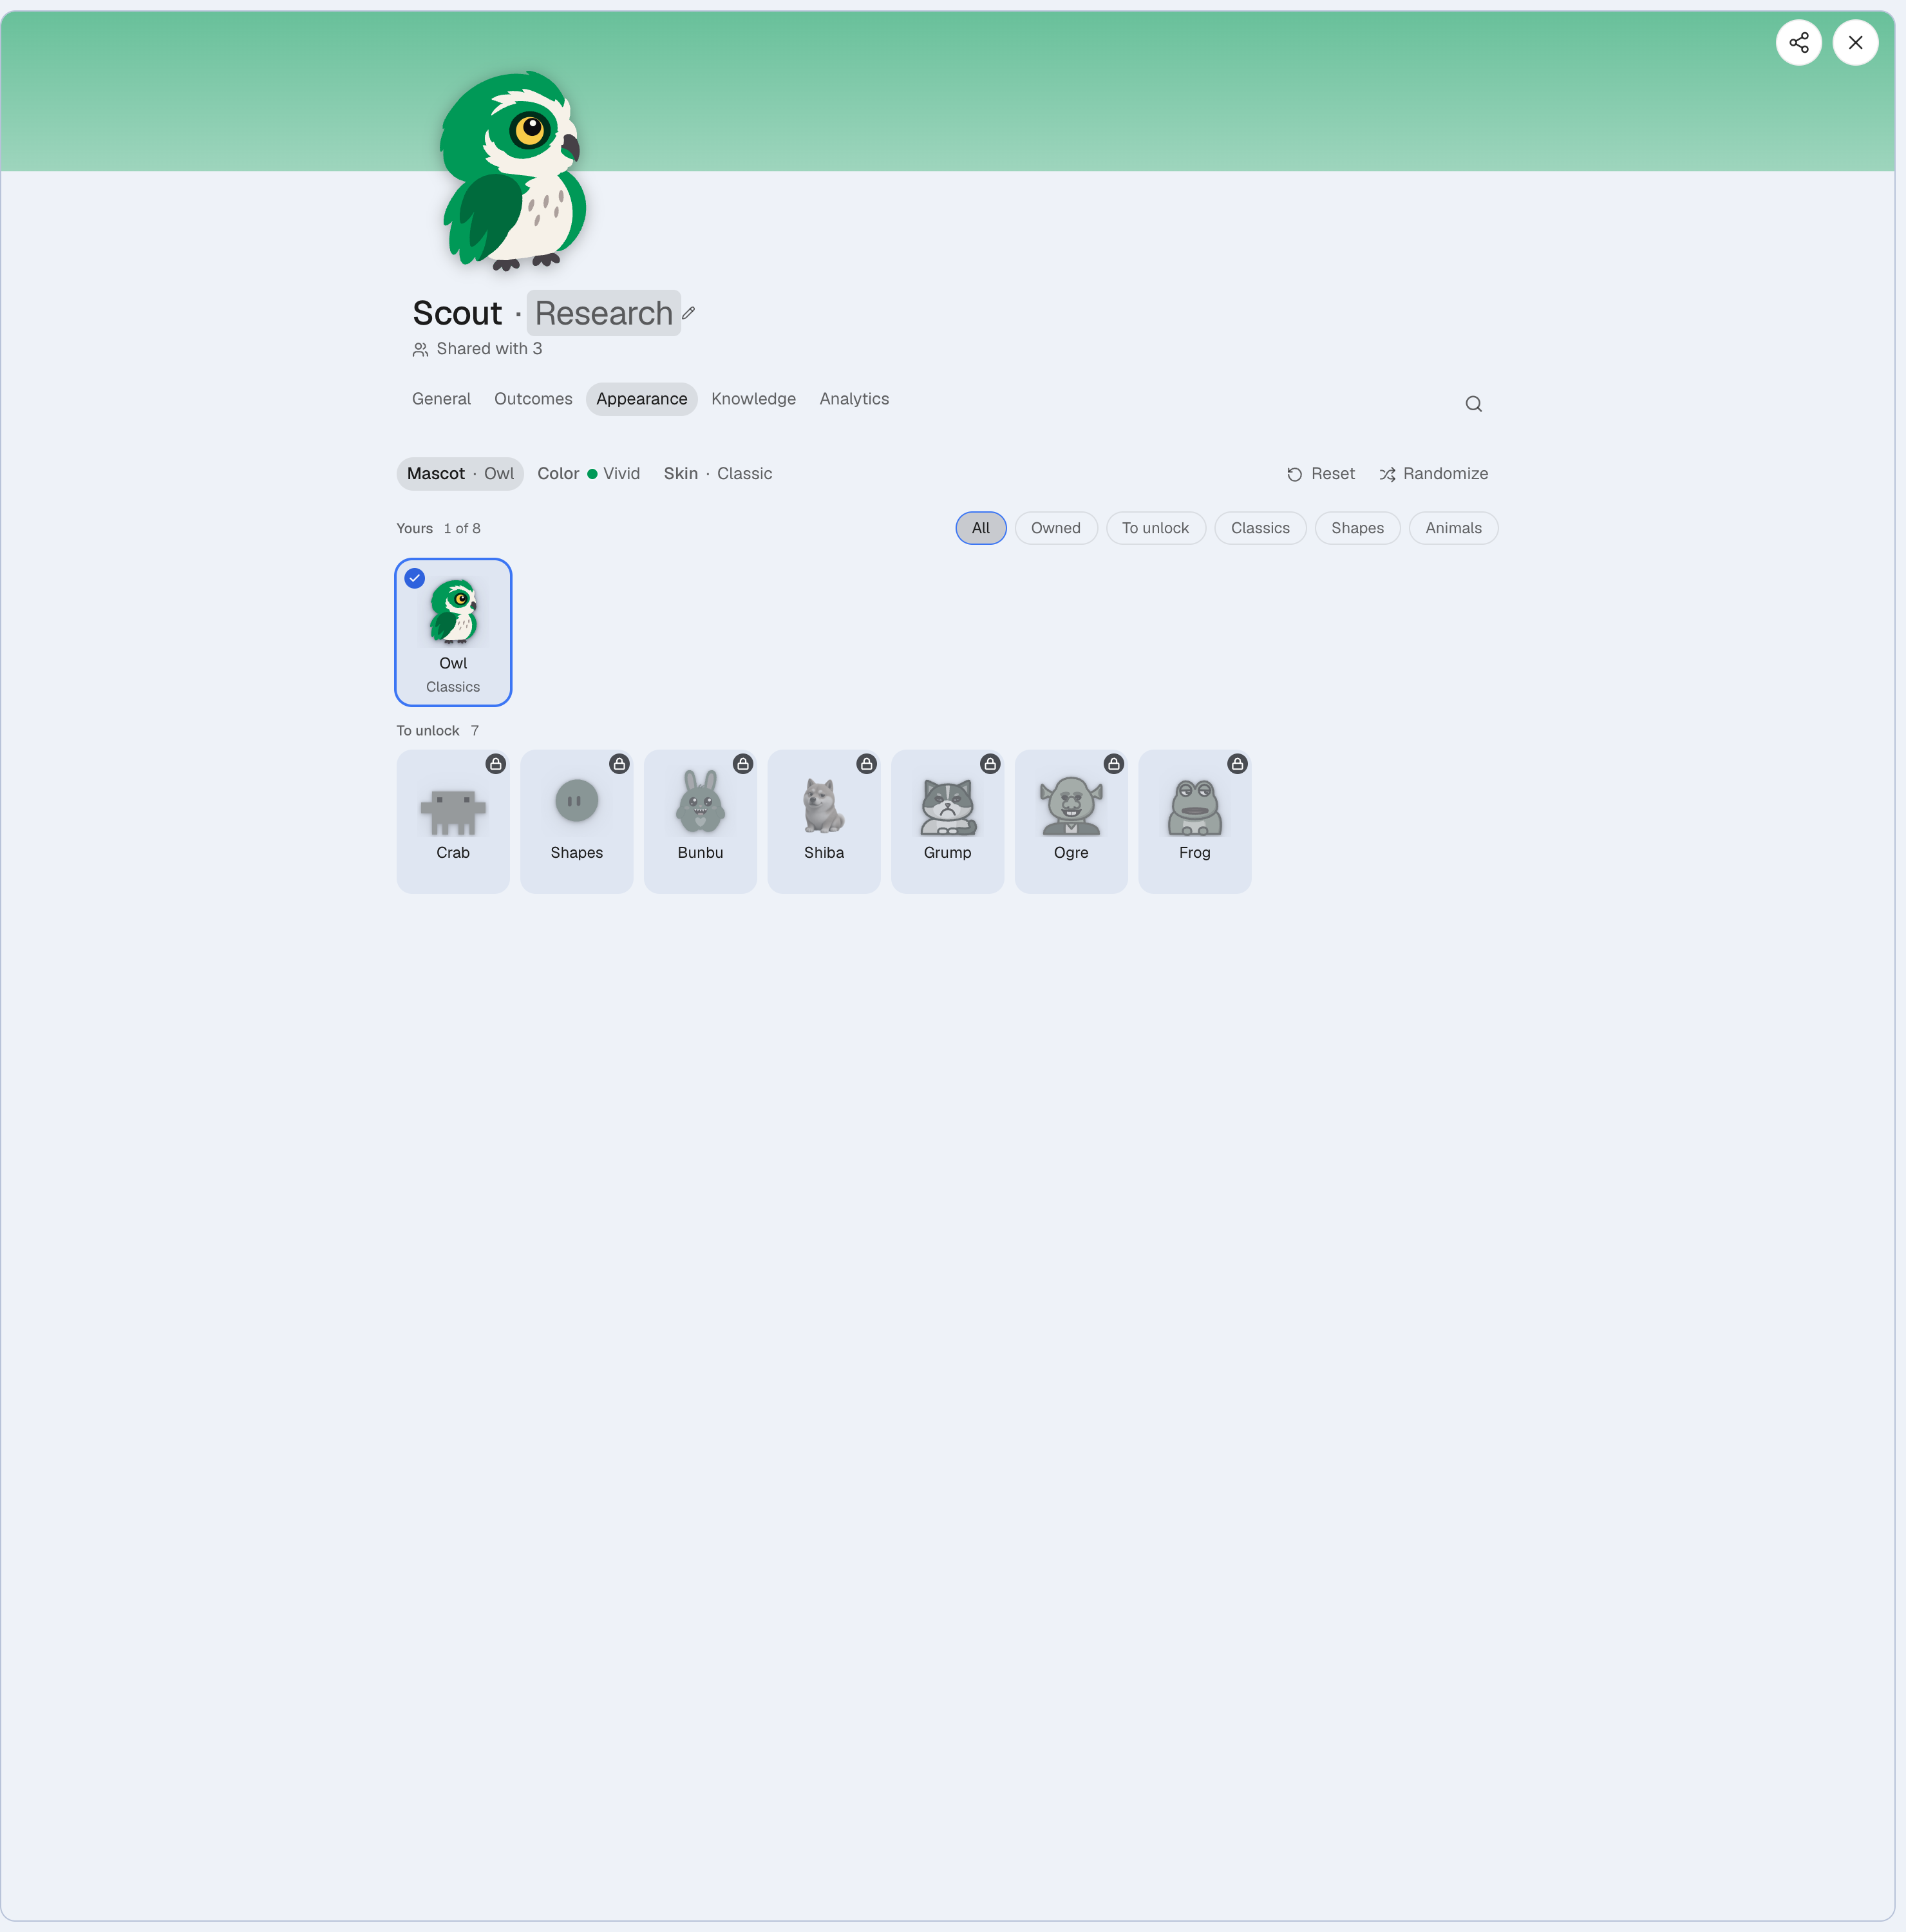 Scout · Research
Shared with 3
General Outcomes Appearance Knowledge Analytics
Mascot · Owl Color Vivid Skin · Classic Reset Randomize
Yours 1 of 8 All Owned To unlock Classics Shapes Animals
Owl
Classics
To unlock 7
Crab Shapes Bunbu Shiba Grump Ogre Frog